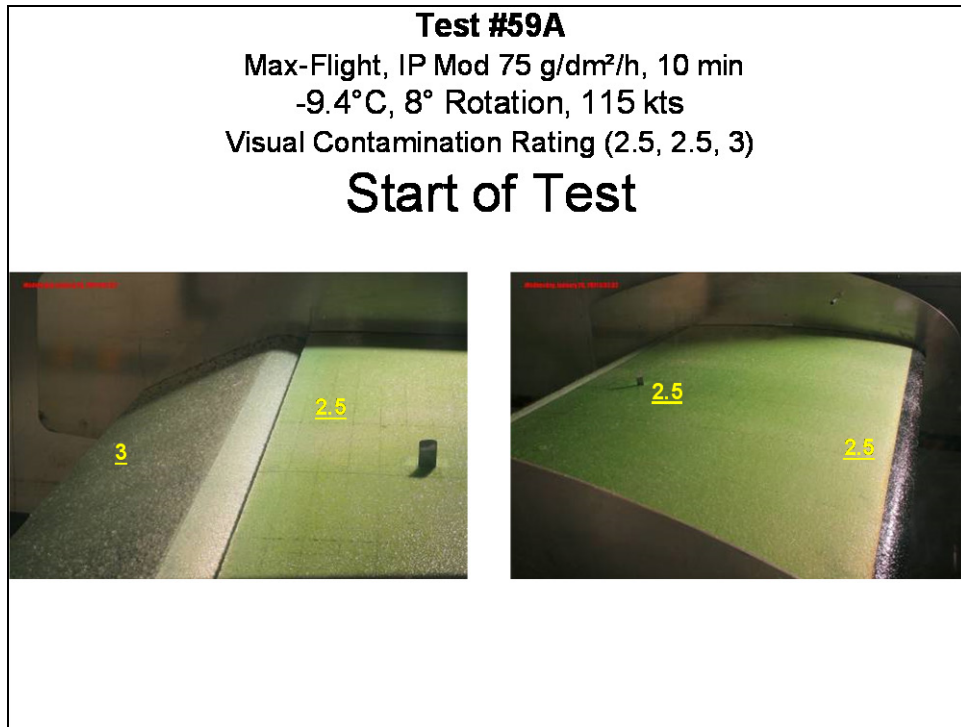 Test #59A
Max-Flight, IP Mod 75 g/dm²/h, 10 min
-9.4°C, 8° Rotation, 115 kts
Visual Contamination Rating (2.5, 2.5, 3)
Start of Test
2.5
3
2.5
2.5